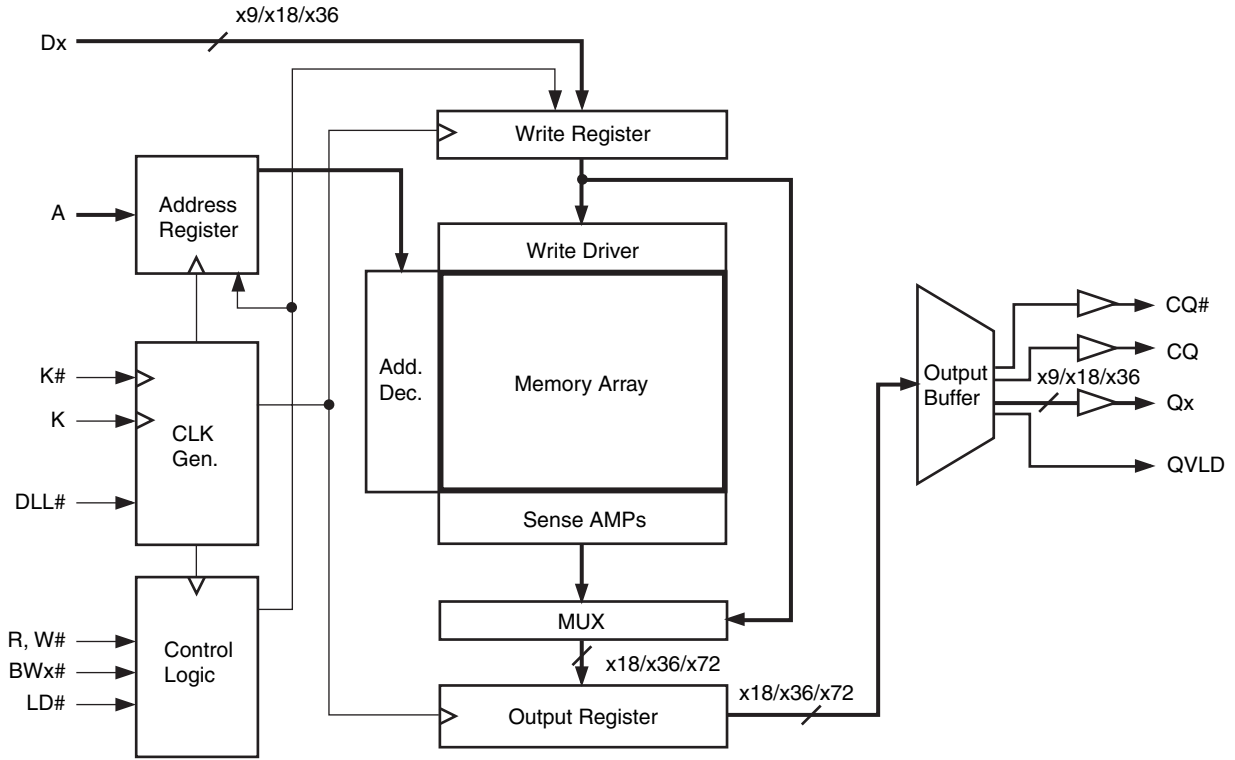 x9/x18/x36
Dx
Write Register
Address
Register
A
Write Driver
Add.
Dec.
Memory Array
K#
K
CLK
Gen.
DLL#
Output
Buffer
CQ#
CQ
x9/x18/x36
Qx
QVLD
Sense AMPs
MUX
x18/x36/x72
R, W#
BWx#
LD#
Control
Logic
Output Register
x18/x36/x72